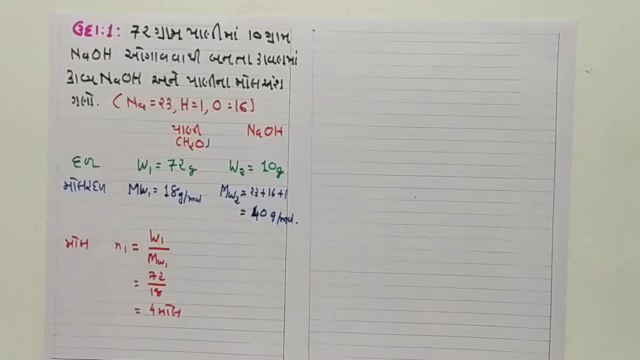 ઉદા:1: 72 ગ્રામ પાણીમાં 10 ગ્રામ
NaOH ઓગાળવાથી બનતા દ્રાવણમાં
દ્રાવ્ય NaOH અને પાણીના મોલઅંશ
ગણો. (Na=23, H=1, O=16)
પાણી NaOH
(H₂O)
દળ W₁ = 72g W₂ = 10g
મોલરદળ MW₁ = 18g/mol MW₂ = 23+16+1
= 40g/mol.
મોલ n₁ = W₁/MW₁
= 72/18
= 4 મોલ